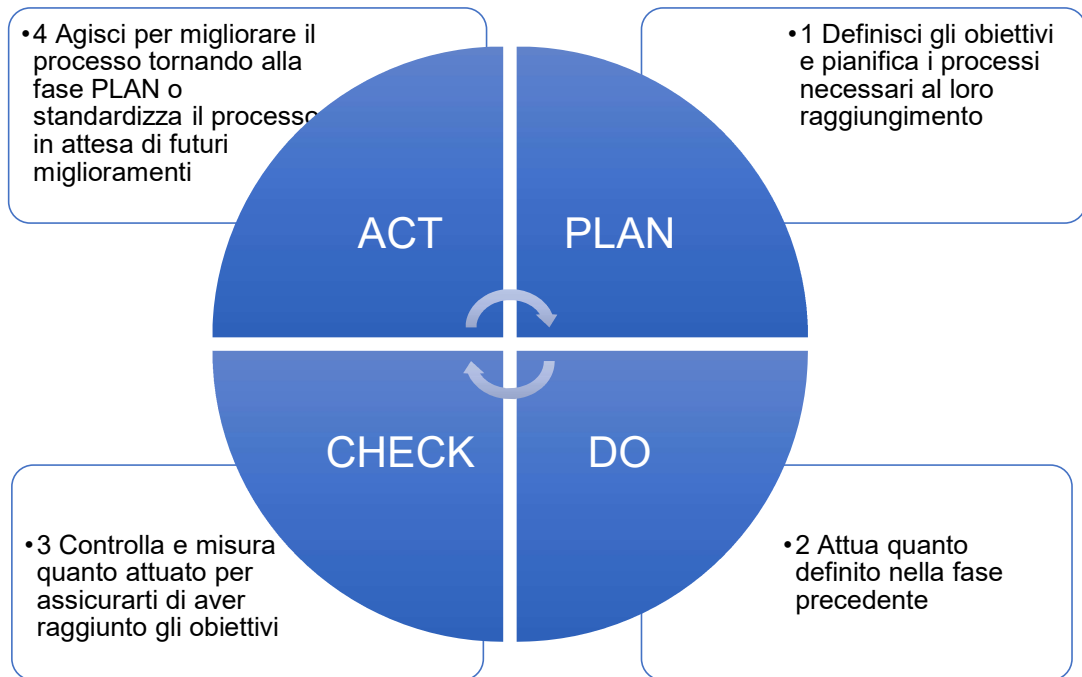 •4 Agisci per migliorare il
processo tornando alla
fase PLAN o
standardizza il processo
in attesa di futuri
miglioramenti
•1 Definisci gli obiettivi
e pianifica i processi
necessari al loro
raggiungimento
ACT
PLAN
CHECK
DO
•3 Controlla e misura
quanto attuato per
assicurarti di aver
raggiunto gli obiettivi
•2 Attua quanto
definito nella fase
precedente